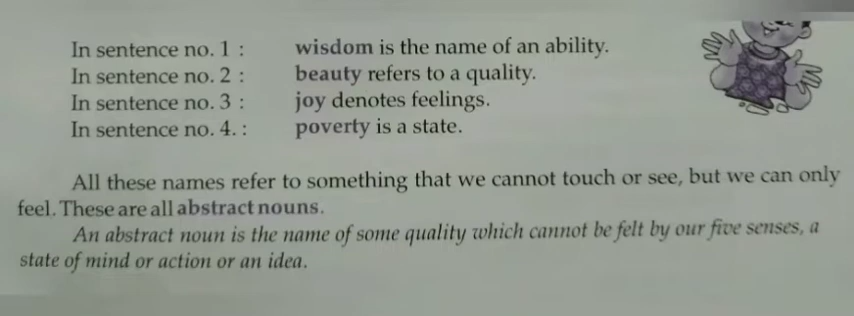 In sentence no. 1 : wisdom is the name of an ability.
In sentence no. 2 : beauty refers to a quality.
In sentence no. 3 : joy denotes feelings.
In sentence no. 4. : poverty is a state.
All these names refer to something that we cannot touch or see, but we can only
feel. These are all abstract nouns.
An abstract noun is the name of some quality which cannot be felt by our five senses, a
state of mind or action or an idea.